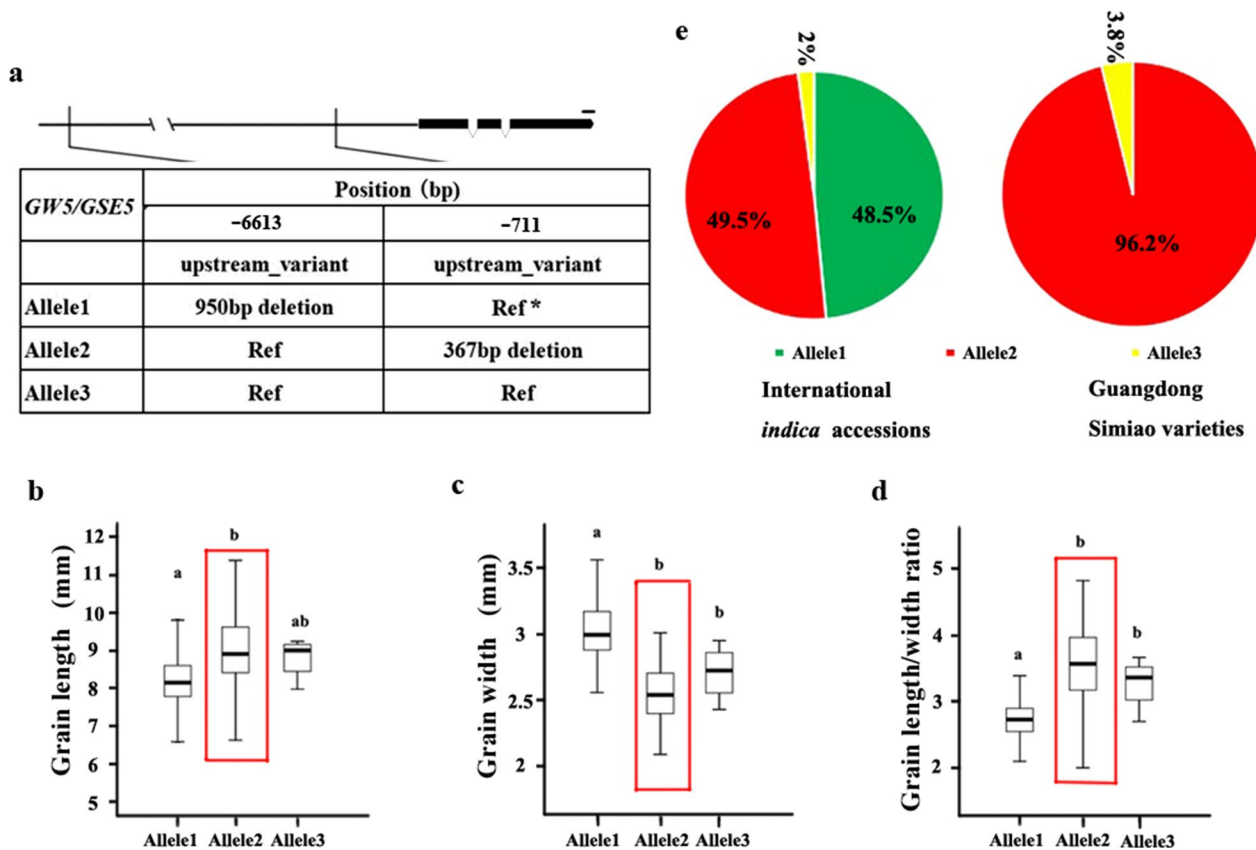 a
GW5/GSE5
Position (bp)
-6613
-711
upstream_variant
upstream_variant
Allele1
950bp deletion
Ref *
Allele2
Ref
367bp deletion
Allele3
Ref
Ref
e
2%
49.5%
48.5%
3.8%
96.2%
Allele1
Allele2
Allele3
International
indica accessions
Guangdong
Simiao varieties
b
Grain length (mm)
12
11
10
9
8
7
6
5
a
b
ab
Allele1
Allele2
Allele3
c
Grain width (mm)
3.5
3
2.5
2
a
b
b
Allele1
Allele2
Allele3
d
Grain length/width ratio
5
4
3
2
a
b
b
Allele1
Allele2
Allele3